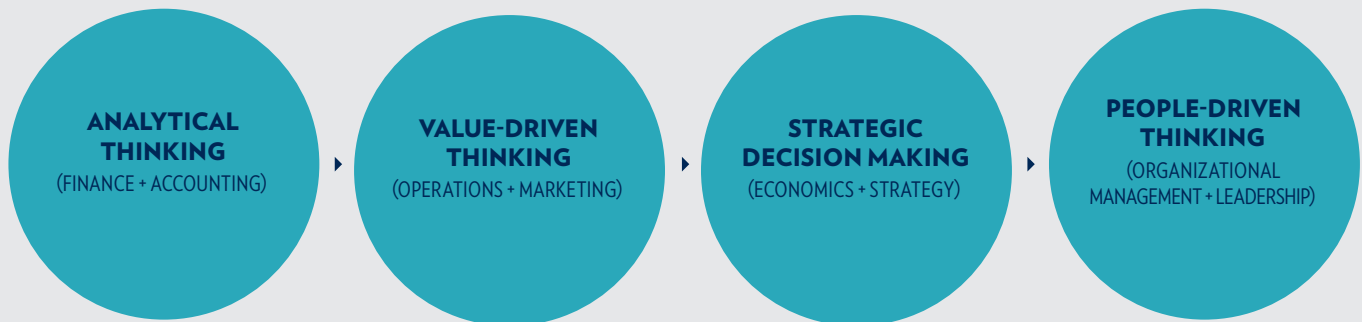 ANALYTICAL
THINKING
(FINANCE + ACCOUNTING)
VALUE-DRIVEN
THINKING
(OPERATIONS + MARKETING)
STRATEGIC
DECISION MAKING
(ECONOMICS + STRATEGY)
PEOPLE-DRIVEN
THINKING
(ORGANIZATIONAL
MANAGEMENT + LEADERSHIP)